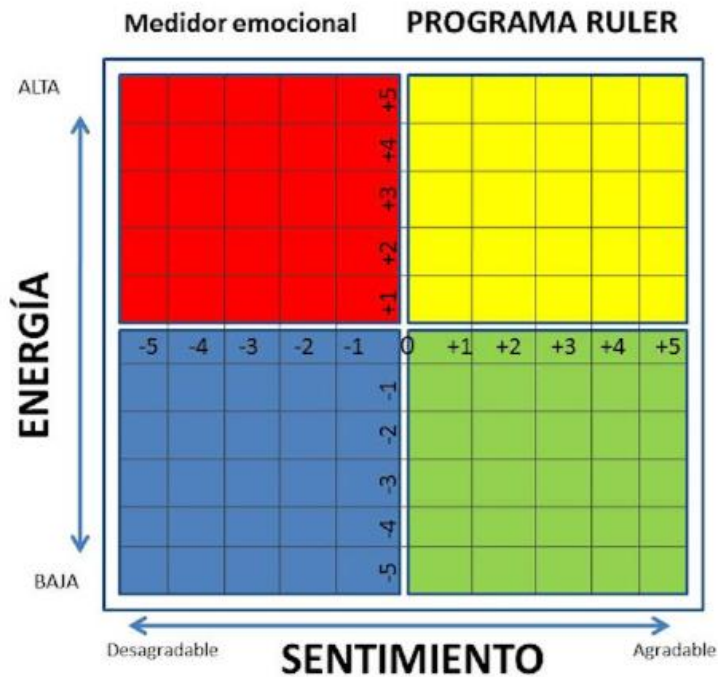 Medidor emocional PROGRAMA RULER
ALTA
+5
+4
+3
+2
+1
ENERGÍA
-5 -4 -3 -2 -1 0 +1 +2 +3 +4 +5
-1
-2
-3
-4
-5
BAJA
Desagradable SENTIMIENTO Agradable